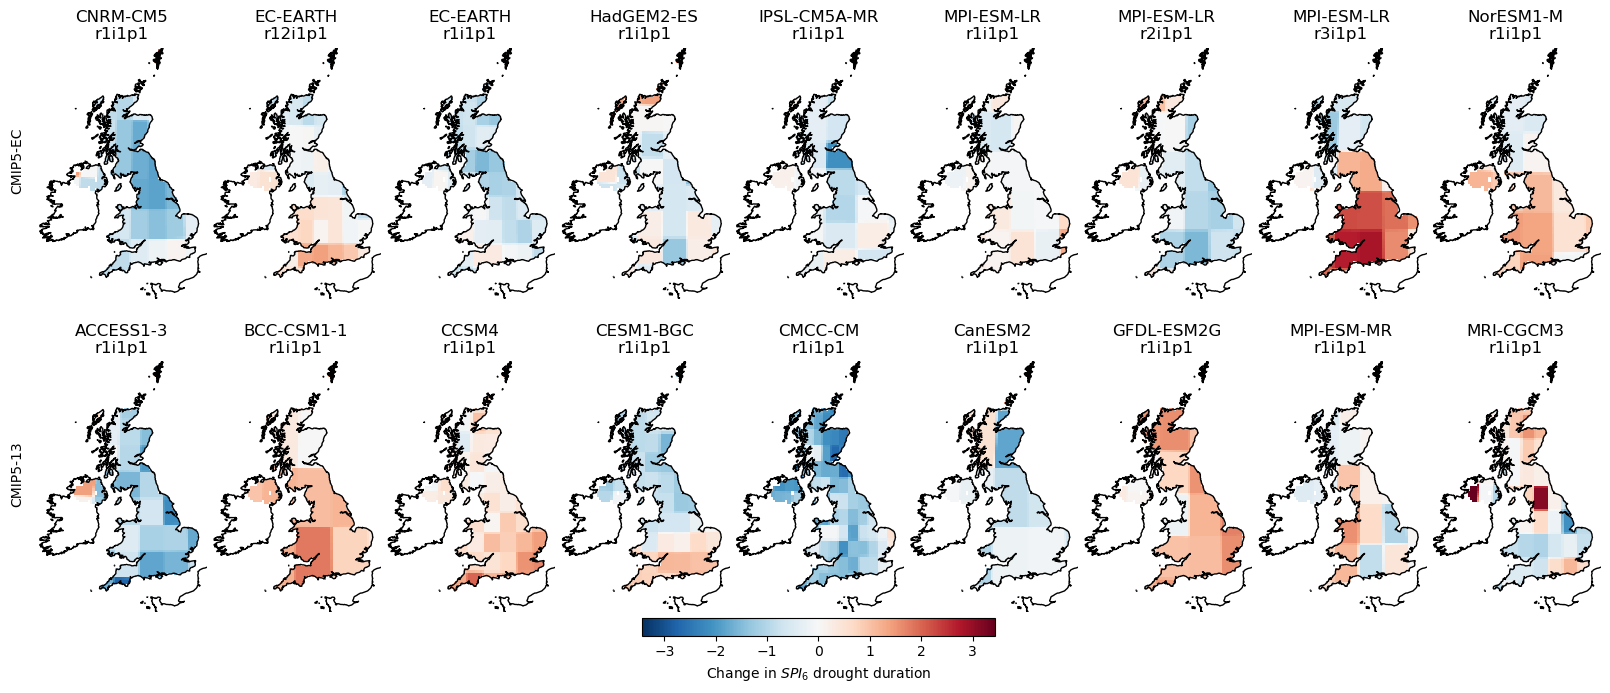 CNRM-CM5 EC-EARTH EC-EARTH HadGEM2-ES IPSL-CM5A-MR MPI-ESM-LR MPI-ESM-LR MPI-ESM-LR NorESM1-M
r1i1p1 r12i1p1 r1i1p1 r1i1p1 r1i1p1 r1i1p1 r2i1p1 r3i1p1 r1i1p1
CMIP5-EC
ACCESS1-3 BCC-CSM1-1 CCSM4 CESM1-BGC CMCC-CM CanESM2 GFDL-ESM2G MPI-ESM-MR MRI-CGCM3
r1i1p1 r1i1p1 r1i1p1 r1i1p1 r1i1p1 r1i1p1 r1i1p1 r1i1p1 r1i1p1
CMIP5-13
−3 −2 −1 0 1 2 3
Change in SPI₆ drought duration